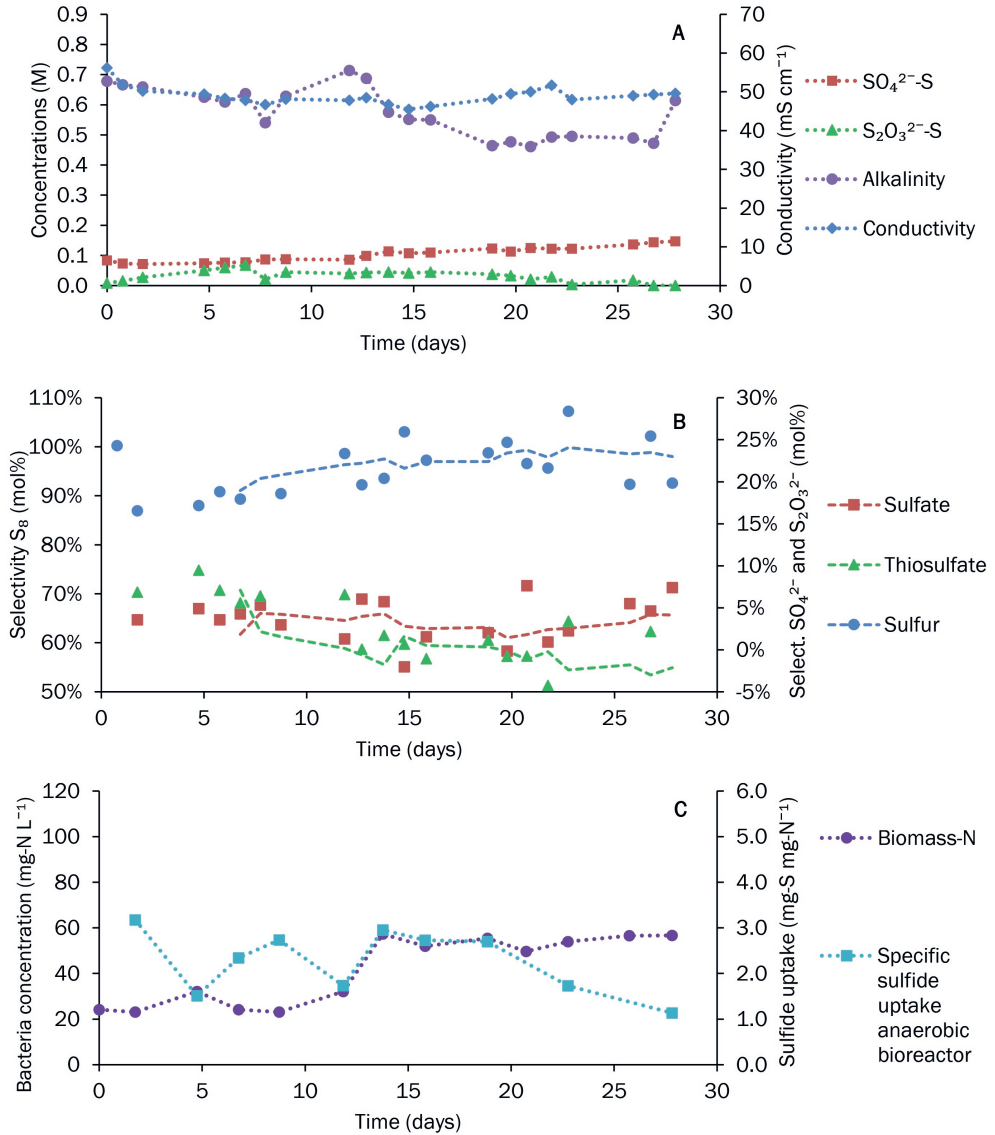 A
Concentrations (M)
0.9
0.8
0.7
0.6
0.5
0.4
0.3
0.2
0.1
0.0
70
60
50
40
30
20
10
0
Conductivity (mS cm⁻¹)
0 5 10 15 20 25 30
Time (days)
SO₄²⁻-S
S₂O₃²⁻-S
Alkalinity
Conductivity
B
Selectivity S₈ (mol%)
110%
100%
90%
80%
70%
60%
50%
30%
25%
20%
15%
10%
5%
0%
-5%
Select. SO₄²⁻ and S₂O₃²⁻ (mol%)
0 5 10 15 20 25 30
Time (days)
Sulfate
Thiosulfate
Sulfur
C
Bacteria concentration (mg-N L⁻¹)
120
100
80
60
40
20
0
6.0
5.0
4.0
3.0
2.0
1.0
0.0
Sulfide uptake (mg-S mg-N⁻¹)
0 5 10 15 20 25 30
Time (days)
Biomass-N
Specific
sulfide
uptake
anaerobic
bioreactor